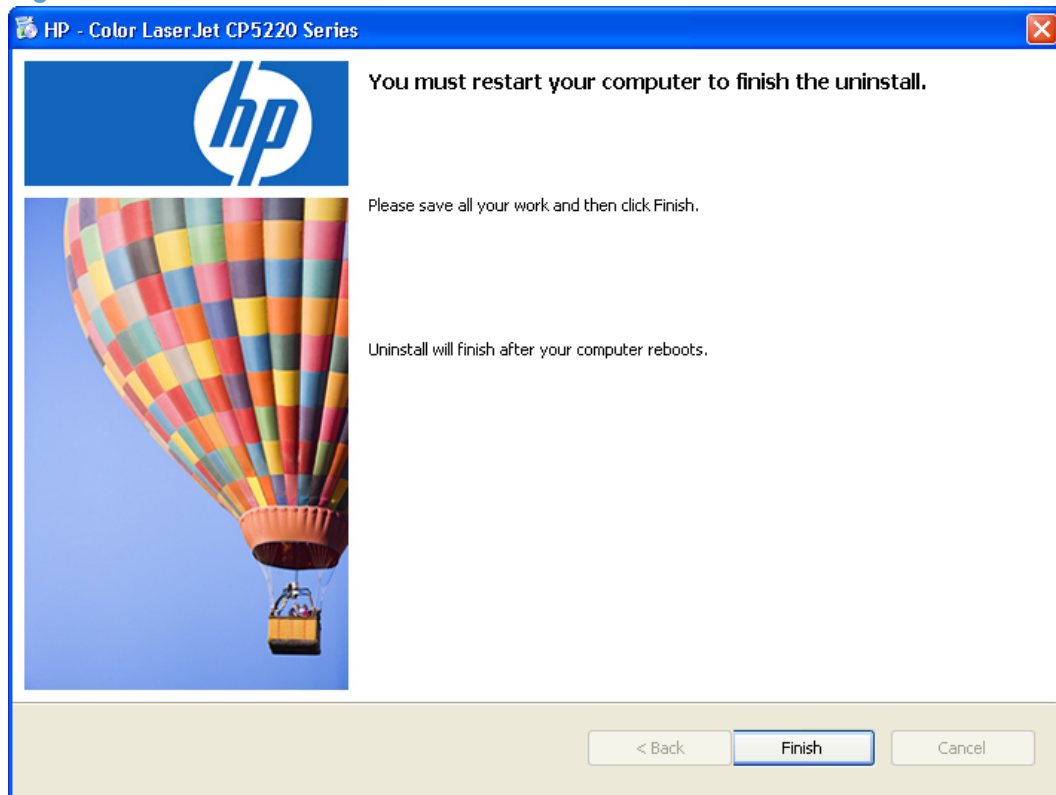 HP - Color LaserJet CP5220 Series
hp
You must restart your computer to finish the uninstall.
Please save all your work and then click Finish.
Uninstall will finish after your computer reboots.
< Back Finish Cancel